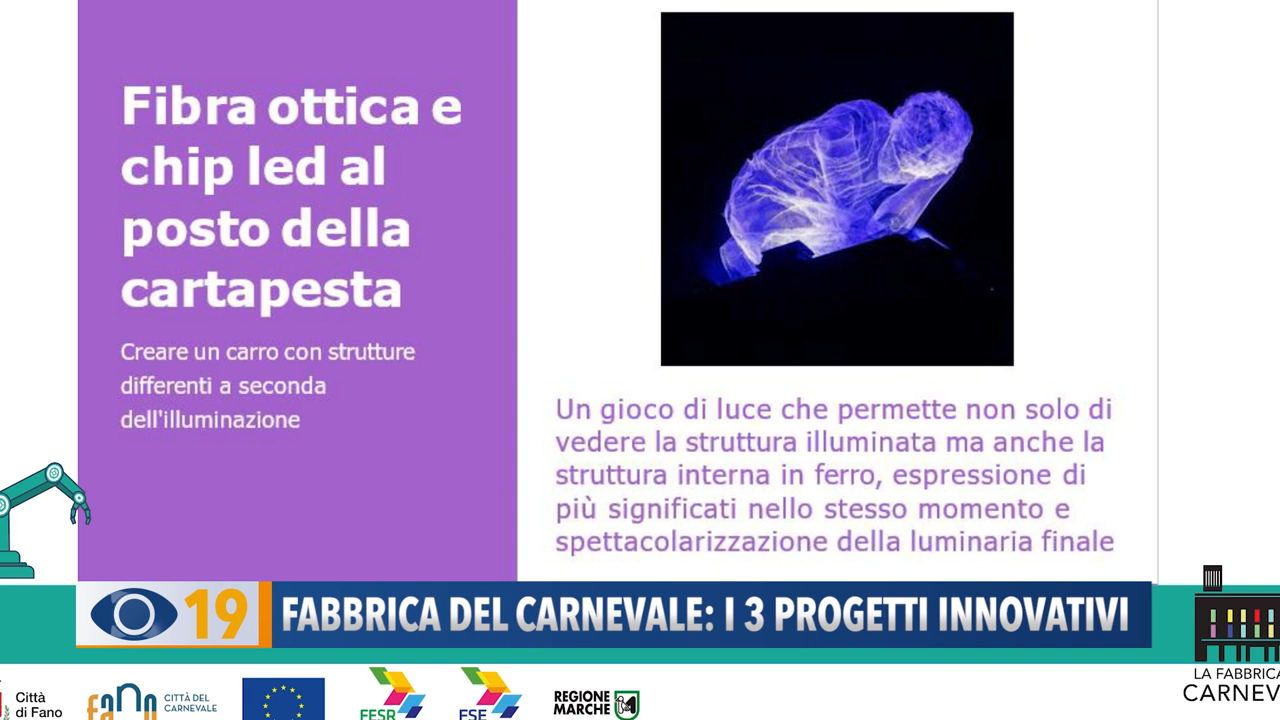 Fibra ottica e
chip led al
posto della
cartapesta
Creare un carro con strutture
differenti a seconda
dell'illuminazione
Un gioco di luce che permette non solo di
vedere la struttura illuminata ma anche la
struttura interna in ferro, espressione di
più significati nello stesso momento e
spettacolarizzazione della luminaria finale
19
FABBRICA DEL CARNEVALE: I 3 PROGETTI INNOVATIVI
Città
di Fano
fano
CITTÀ DEL
CARNEVALE
FESR
FSE
REGIONE
MARCHE
LA FABBRICA